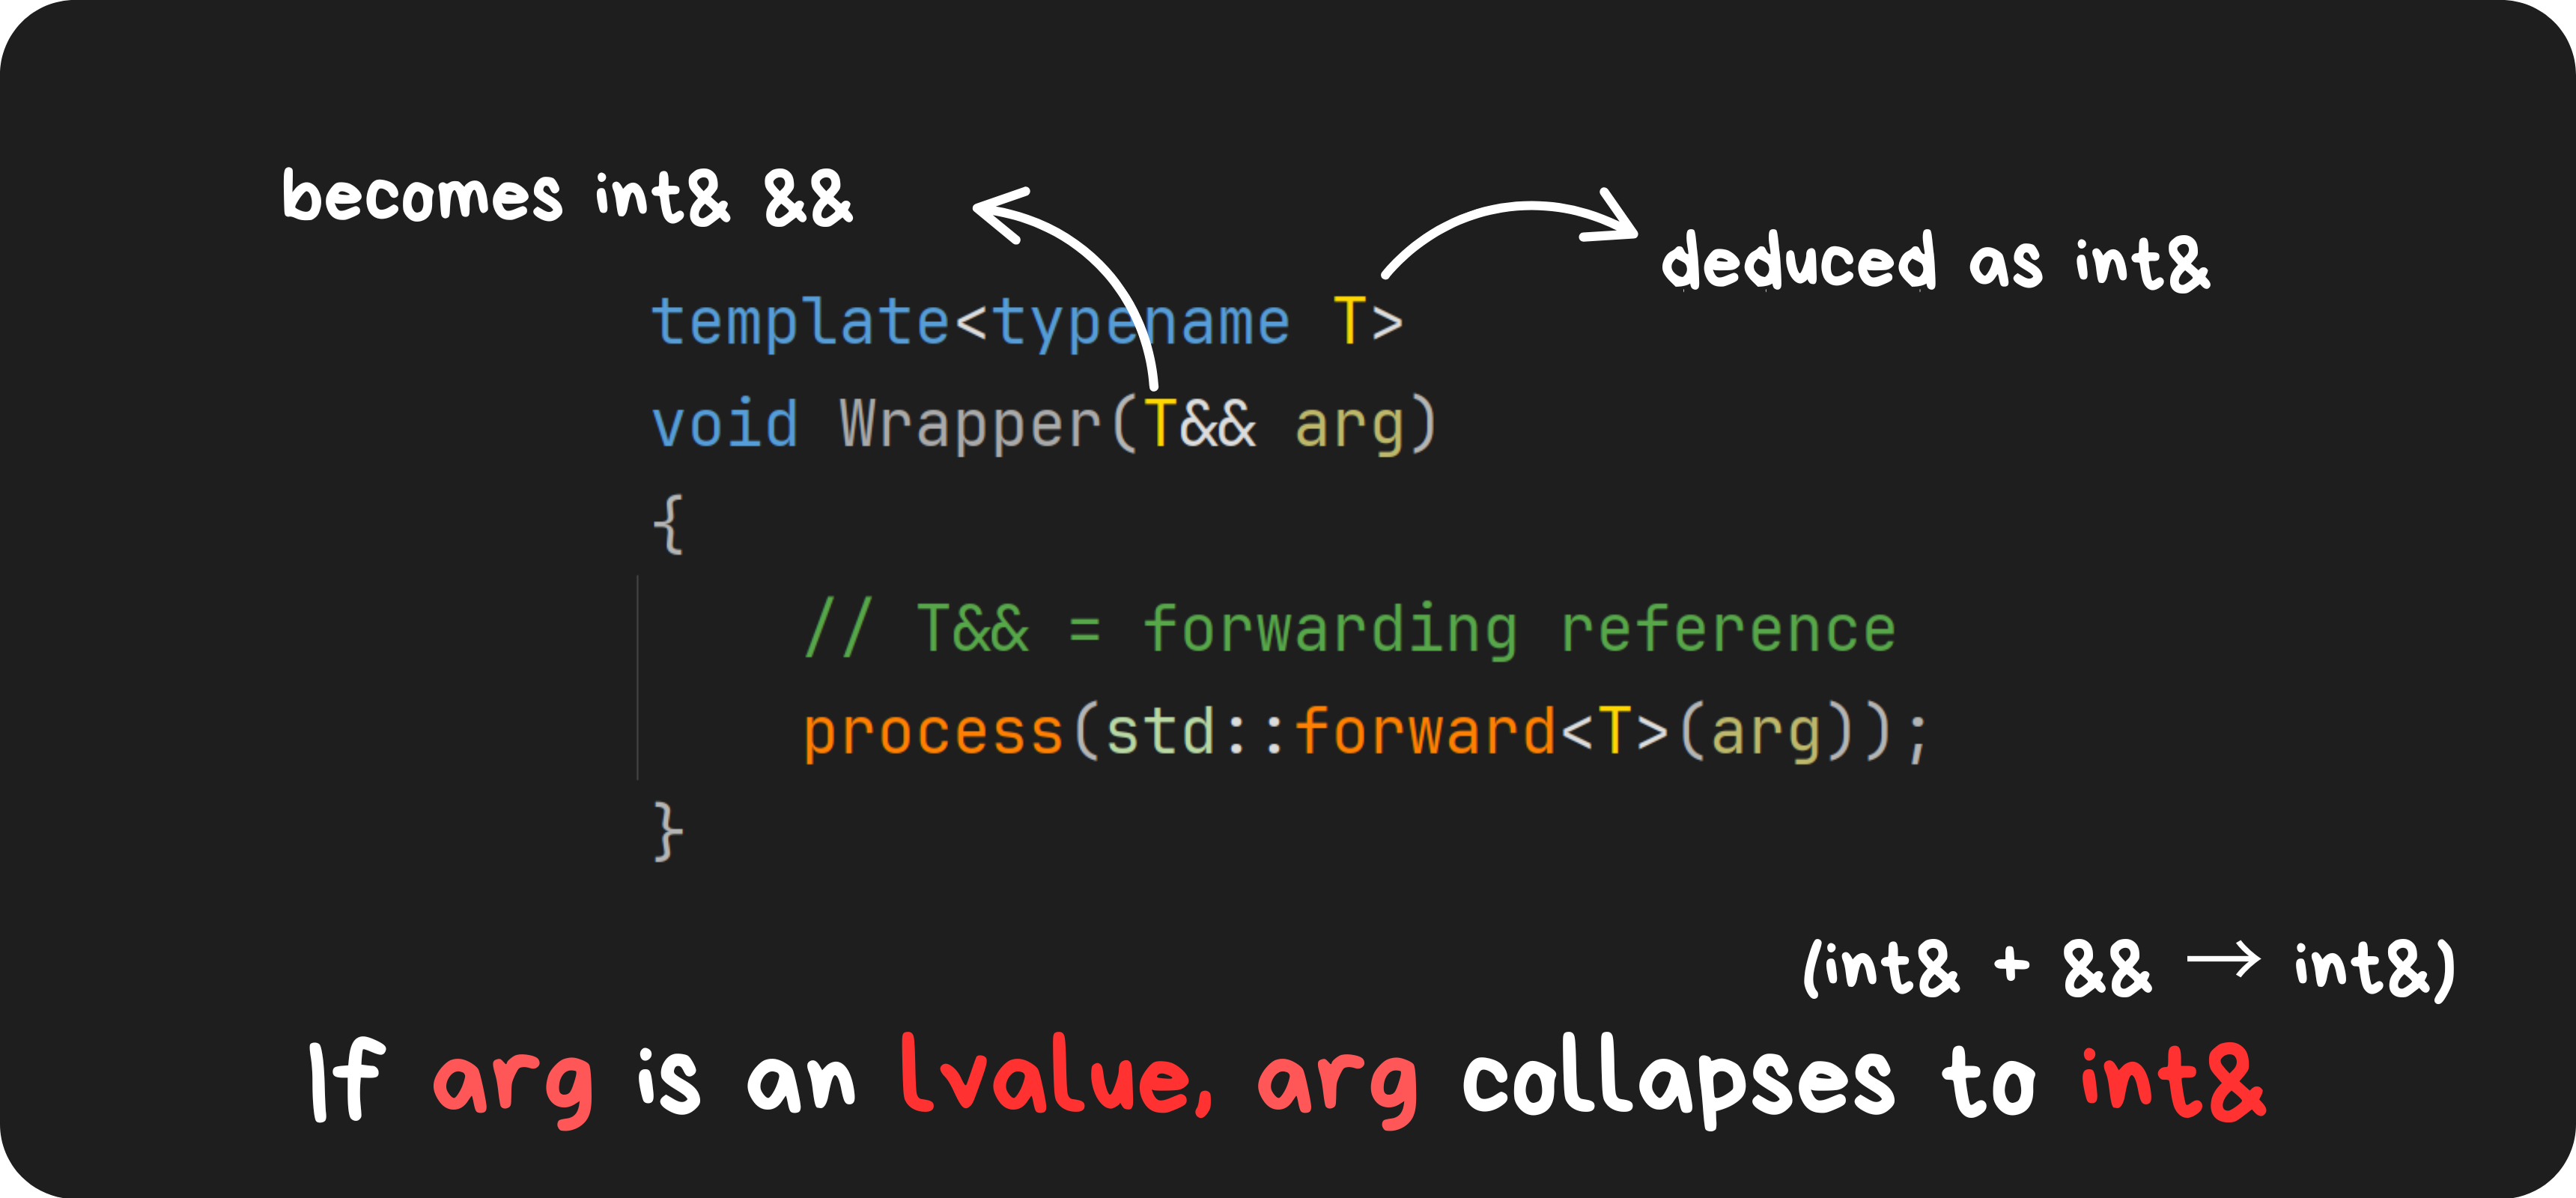 becomes int& &&
deduced as int&
template<typename T>
void Wrapper(T&& arg)
{
// T&& = forwarding reference
process(std::forward<T>(arg));
}
(int& + && → int&)
If arg is an lvalue, arg collapses to int&